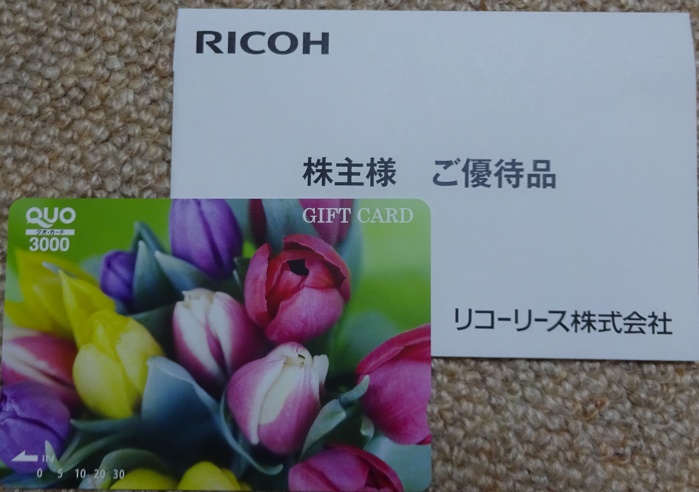 RICOH
株主様 ご優待品
リコーリース株式会社
QUO
クオ・カード
3000
GIFT CARD
IN
0 5 10 20 30